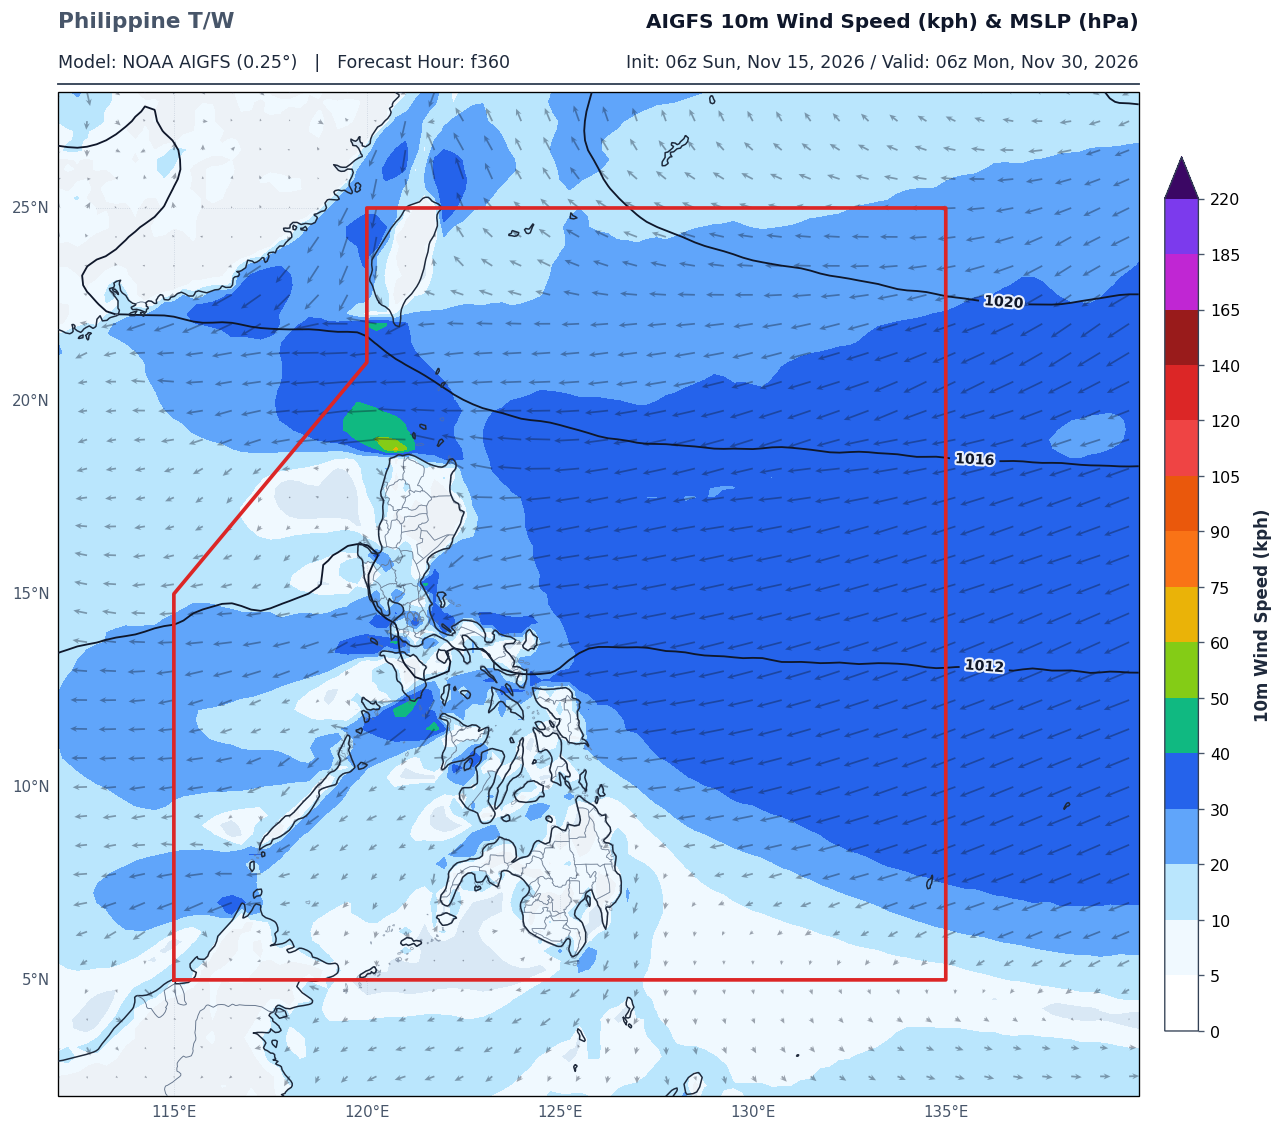 Philippine T/W
AIGFS 10m Wind Speed (kph) & MSLP (hPa)
Model: NOAA AIGFS (0.25°)   |   Forecast Hour: f360
Init: 06z Sun, Nov 15, 2026 / Valid: 06z Mon, Nov 30, 2026
25°N
20°N
15°N
10°N
5°N
115°E
120°E
125°E
130°E
135°E
1020
1016
1012
220
185
165
140
120
105
90
75
60
50
40
30
20
10
5
0
10m Wind Speed (kph)